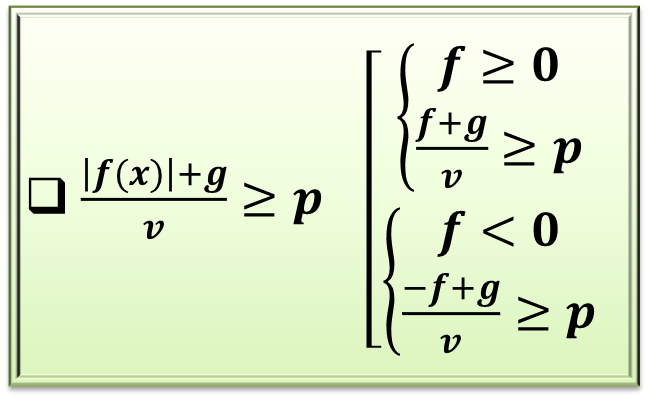 ❑ |f(x)|+g / v ≥ p
f ≥ 0
f+g / v ≥ p
f < 0
−f+g / v ≥ p